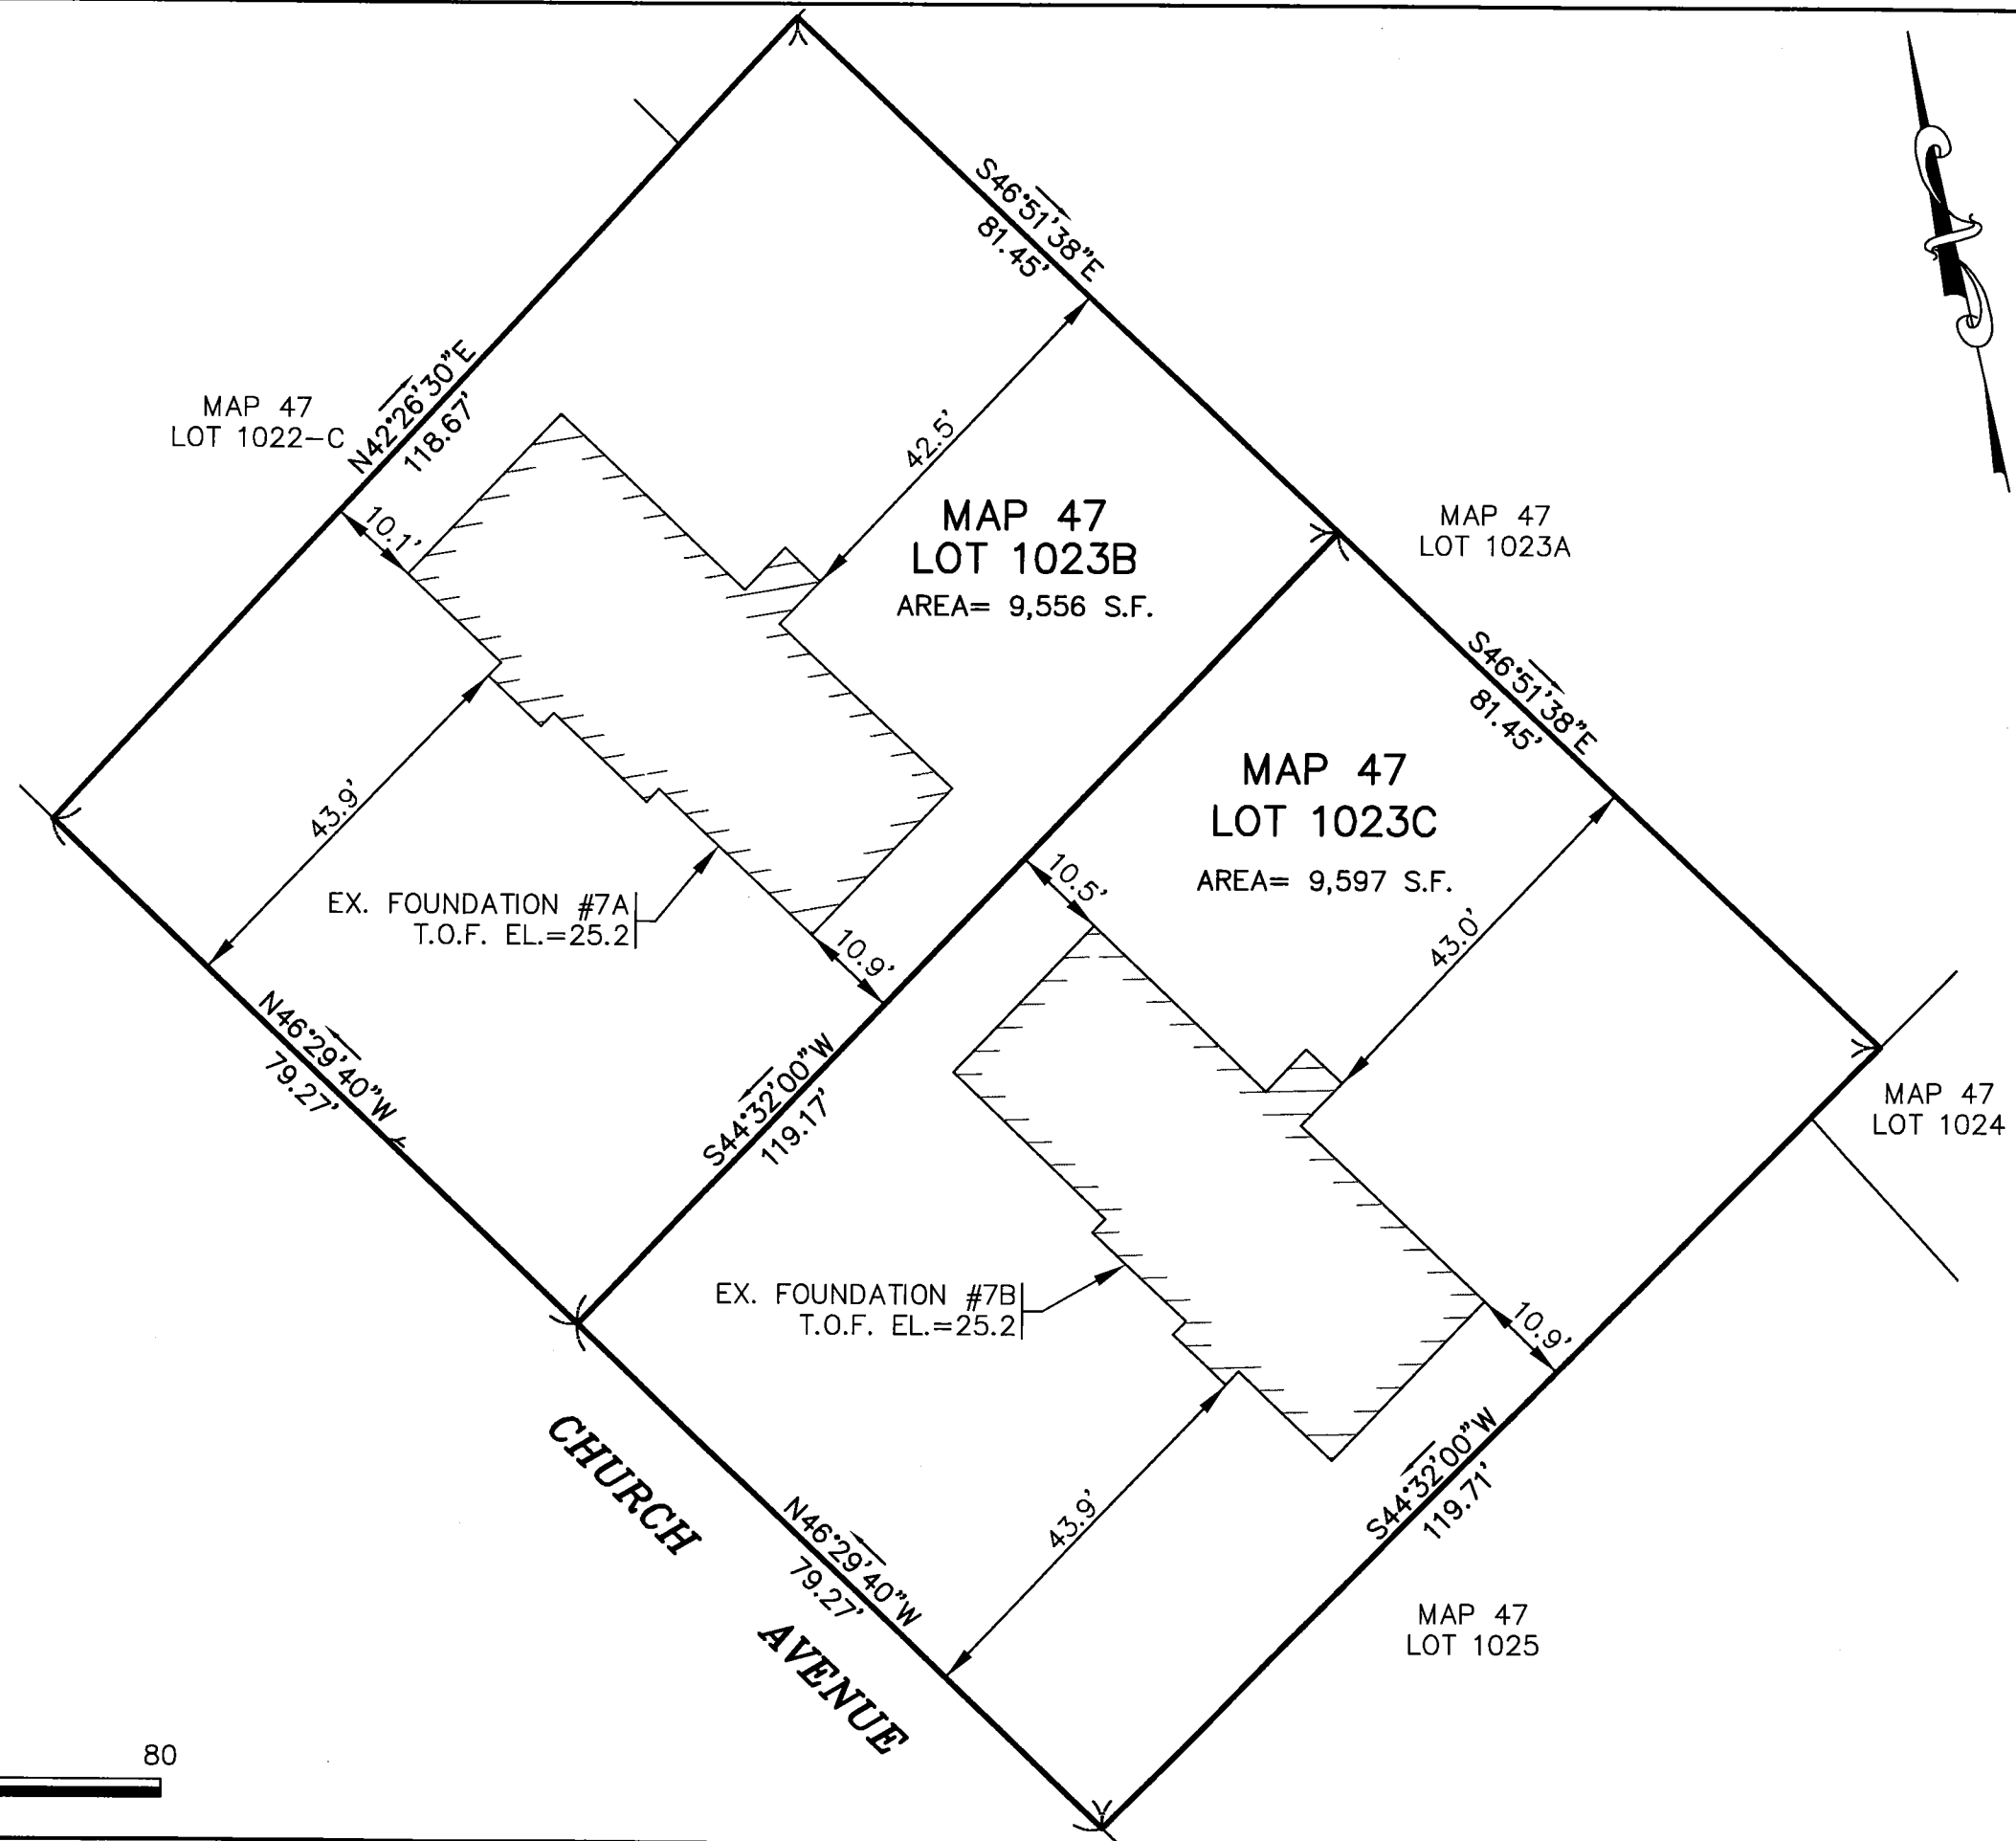 S46°51'38"E
81.45'
MAP 47
LOT 1022-C
N42°26'30"E
118.67'
42.5'
10.1'
MAP 47
LOT 1023B
AREA= 9,556 S.F.
MAP 47
LOT 1023A
S46°51'38"E
81.45'
43.9'
MAP 47
LOT 1023C
AREA= 9,597 S.F.
EX. FOUNDATION #7A
T.O.F. EL.=25.2
10.5'
10.9'
43.0'
N46°29'40"W
79.27'
S44°32'00"W
119.17'
MAP 47
LOT 1024
EX. FOUNDATION #7B
T.O.F. EL.=25.2
10.9'
CHURCH
AVENUE
N46°29'40"W
79.27'
43.9'
S44°32'00"W
119.71'
MAP 47
LOT 1025
80